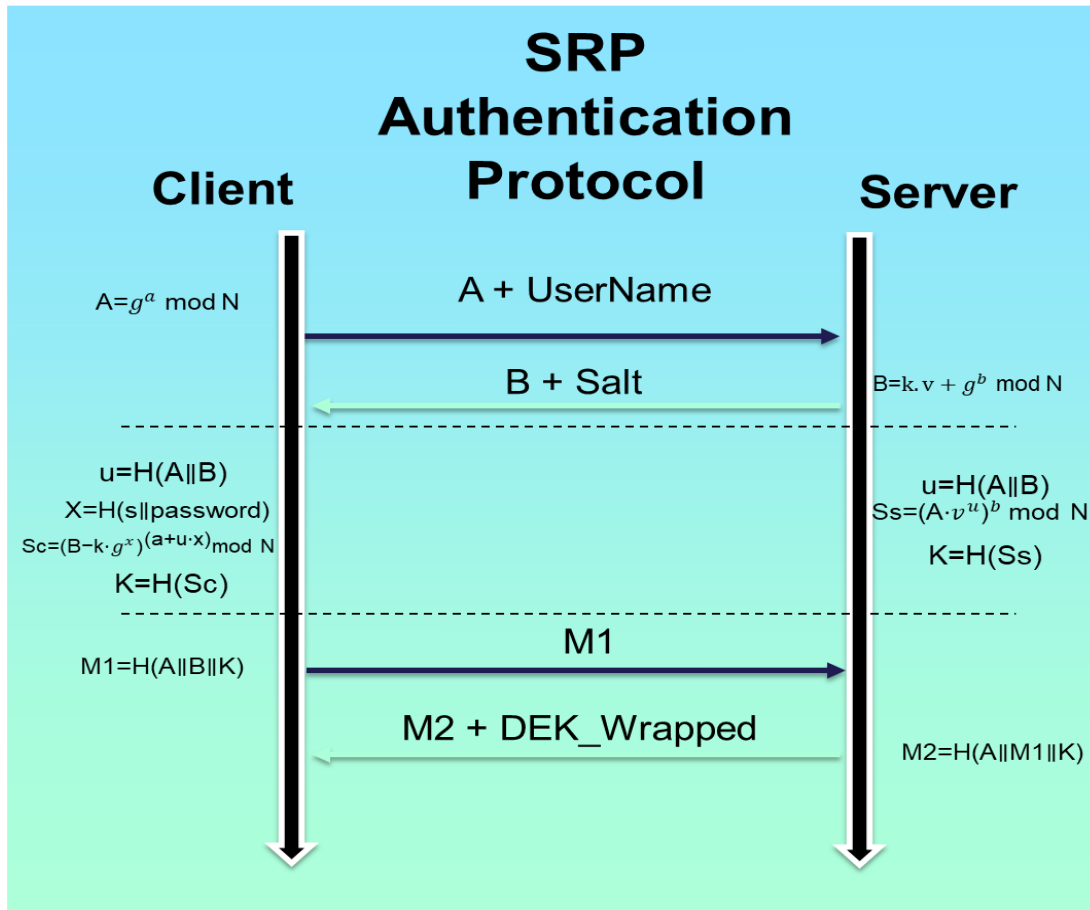 SRP
Authentication
Protocol
Client
Server
A=g^a mod N
A + UserName
B + Salt
B=k.v + g^b mod N
u=H(A∥B)
X=H(s∥password)
Sc=(B−k·g^x)^(a+u·x) mod N
K=H(Sc)
u=H(A∥B)
Ss=(A·v^u)^b mod N
K=H(Ss)
M1
M1=H(A∥B∥K)
M2 + DEK_Wrapped
M2=H(A∥M1∥K)